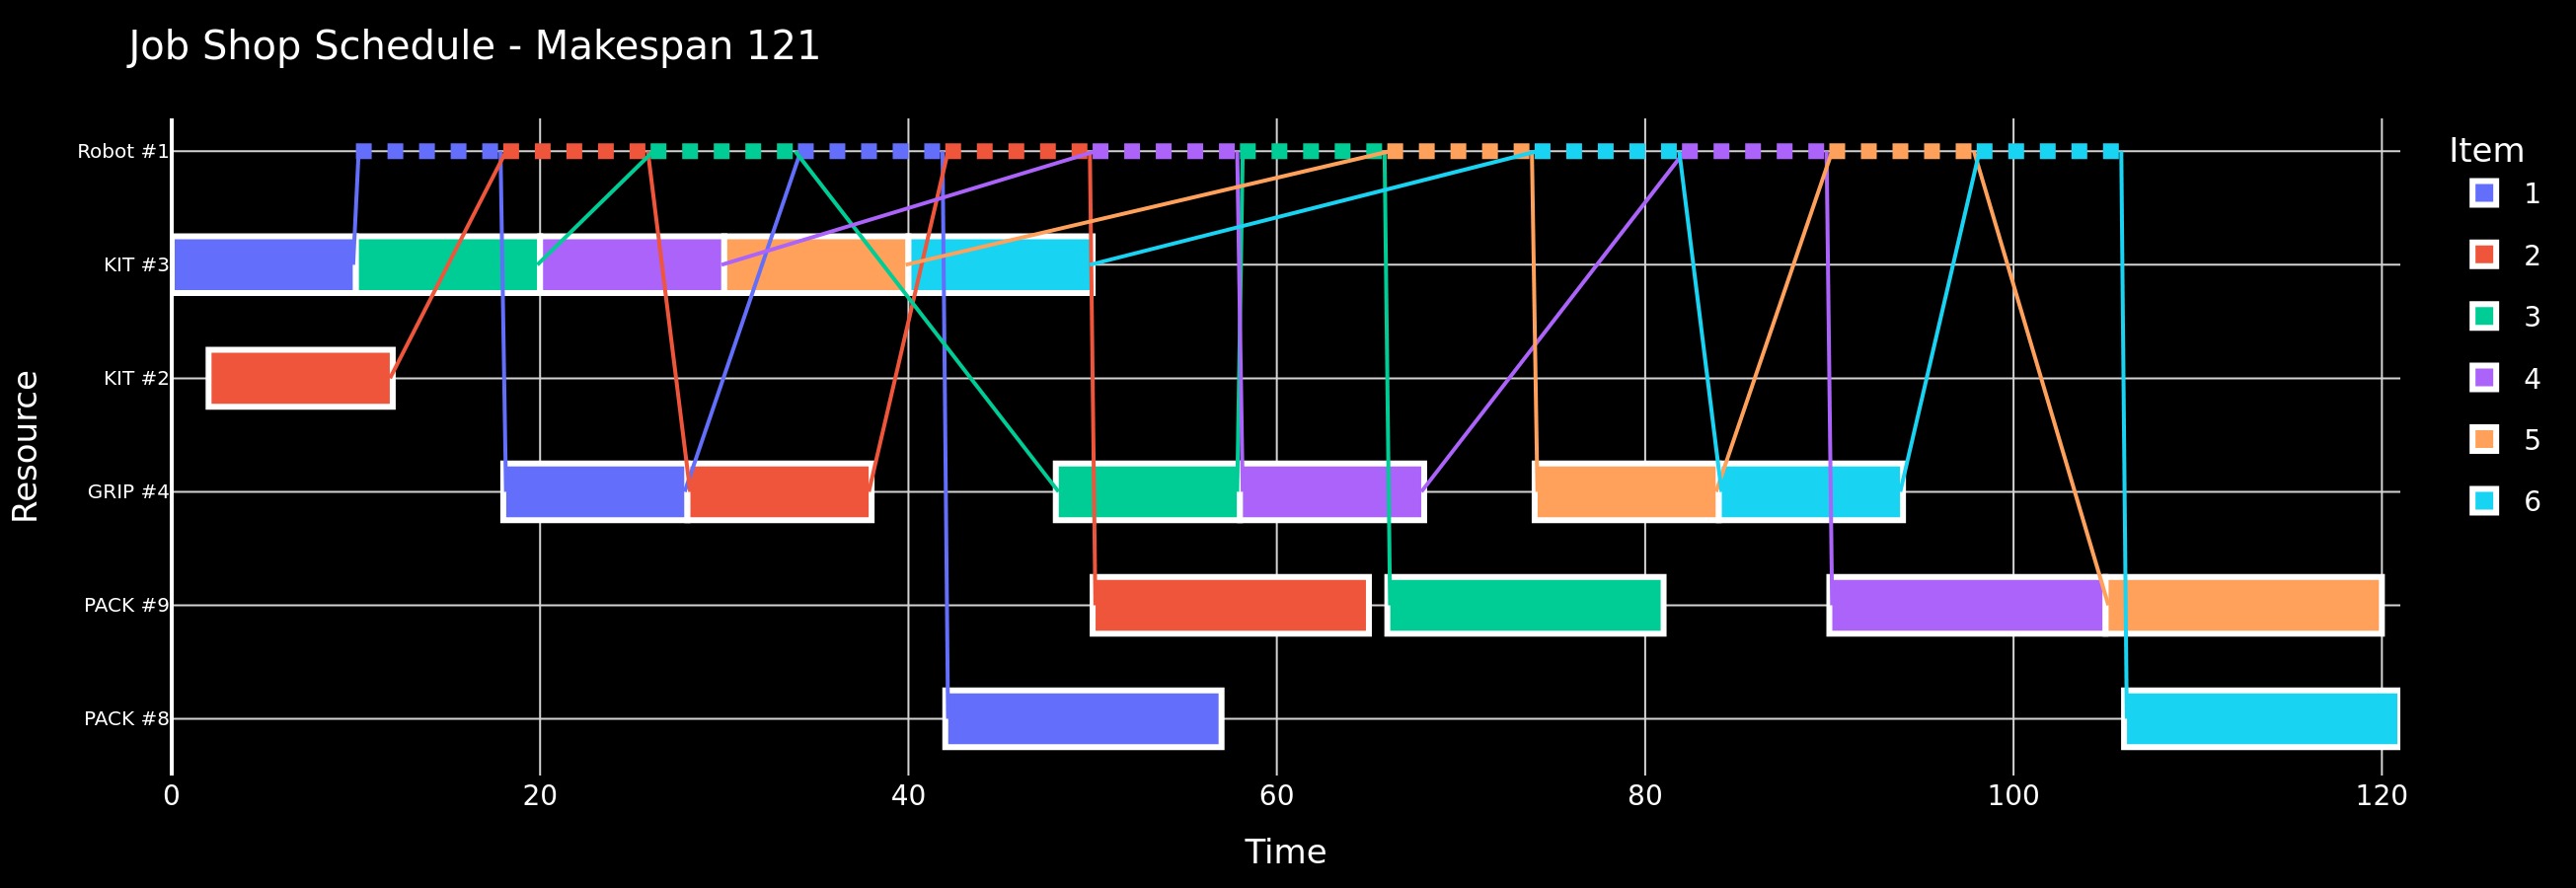 Job Shop Schedule - Makespan 121
Robot #1
KIT #3
KIT #2
GRIP #4
PACK #9
PACK #8
Resource
0 20 40 60 80 100 120
Time
Item
1
2
3
4
5
6